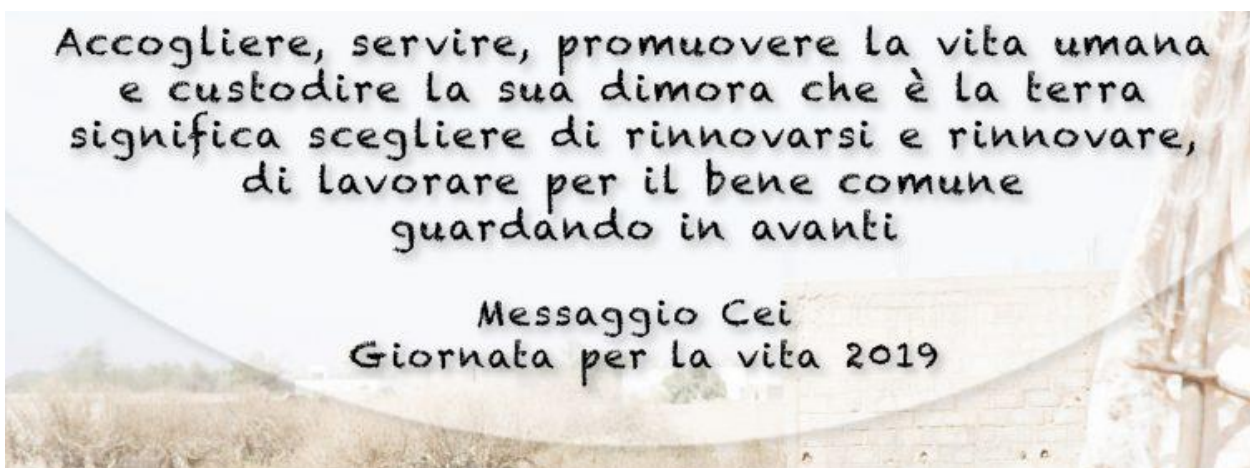 Accogliere, servire, promuovere la vita umana
e custodire la sua dimora che è la terra
significa scegliere di rinnovarsi e rinnovare,
di lavorare per il bene comune
guardando in avanti
Messaggio Cei
Giornata per la vita 2019